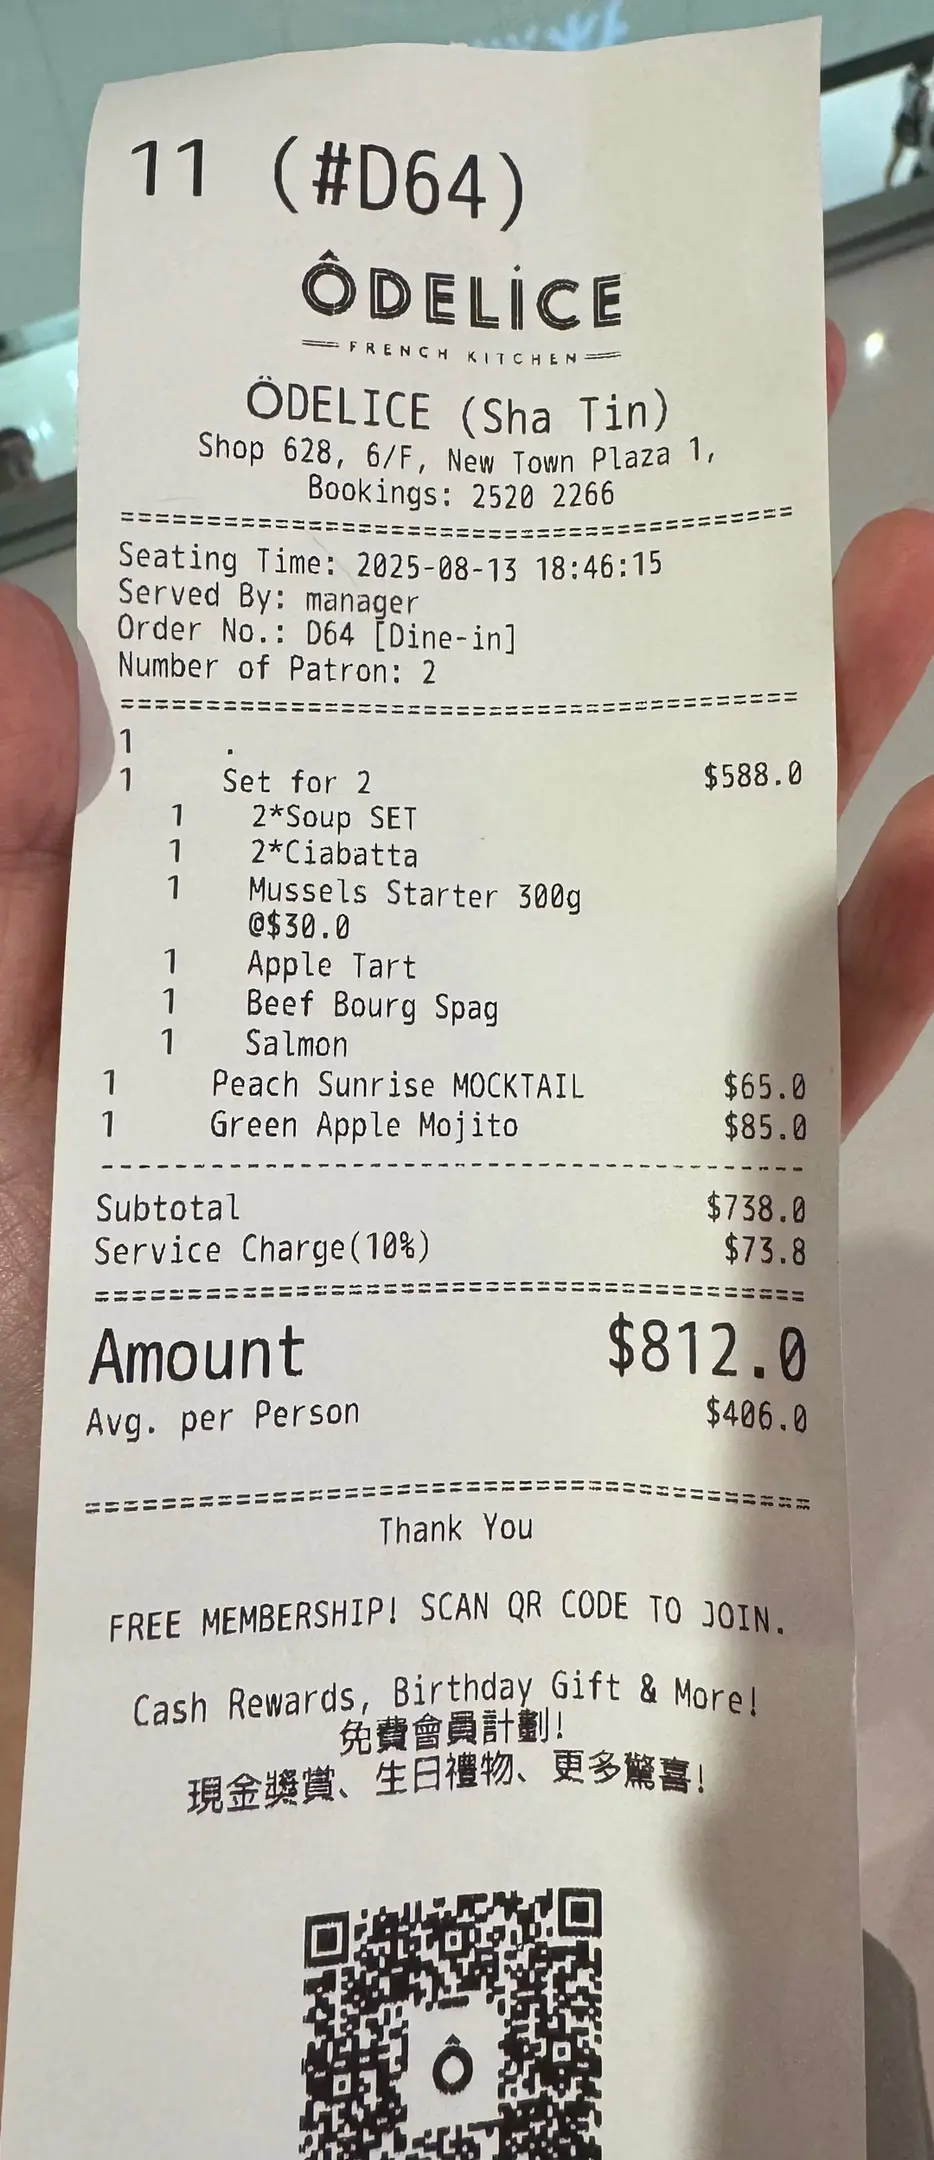 11 (#D64)
ÔDELİCE
FRENCH KITCHEN
ÖDELICE (Sha Tin)
Shop 628, 6/F, New Town Plaza 1,
Bookings: 2520 2266
========================================
Seating Time: 2025-08-13 18:46:15
Served By: manager
Order No.: D64 [Dine-in]
Number of Patron: 2
========================================
1 .
1 Set for 2 $588.0
1 2*Soup SET
1 2*Ciabatta
1 Mussels Starter 300g
@$30.0
1 Apple Tart
1 Beef Bourg Spag
1 Salmon
1 Peach Sunrise MOCKTAIL $65.0
1 Green Apple Mojito $85.0
----------------------------------------
Subtotal $738.0
Service Charge(10%) $73.8
========================================
Amount $812.0
Avg. per Person $406.0
========================================
Thank You
FREE MEMBERSHIP! SCAN QR CODE TO JOIN.
Cash Rewards, Birthday Gift & More!
免費會員計劃!
現金獎賞、生日禮物、更多驚喜!
Ô